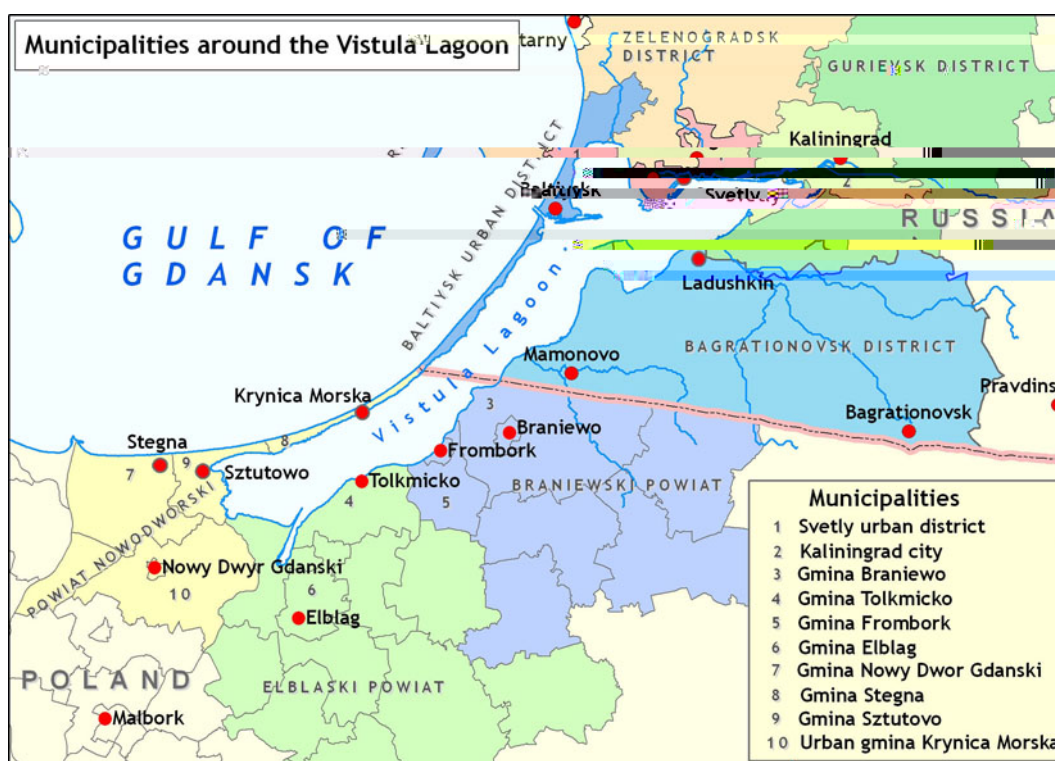 Municipalities around the Vistula Lagoon
tarny
ZELENOGRADSK
DISTRICT
GURIEVSK DISTRICT
Kaliningrad
1
2
Baltiysk
Svetly
RUSSIA
GULF OF
GDANSK
BALTIYSK URBAN DISTRICT
Vistula Lagoon
Ladushkin
Mamonovo
BAGRATIONOVSK DISTRICT
Pravdins
Krynica Morska
3
Bagrationovsk
Braniewo
8
Stegna
Frombork
7
9
Sztutowo
Tolkmicko
BRANIEWSKI POWIAT
4
5
POWIAT NOWODWORSKI
Nowy Dwyr Gdanski
10
6
Elblag
POLAND
ELBLASKI POWIAT
Malbork
Municipalities
1 Svetly urban district
2 Kaliningrad city
3 Gmina Braniewo
4 Gmina Tolkmicko
5 Gmina Frombork
6 Gmina Elblag
7 Gmina Nowy Dwor Gdanski
8 Gmina Stegna
9 Gmina Sztutovo
10 Urban gmina Krynica Morska